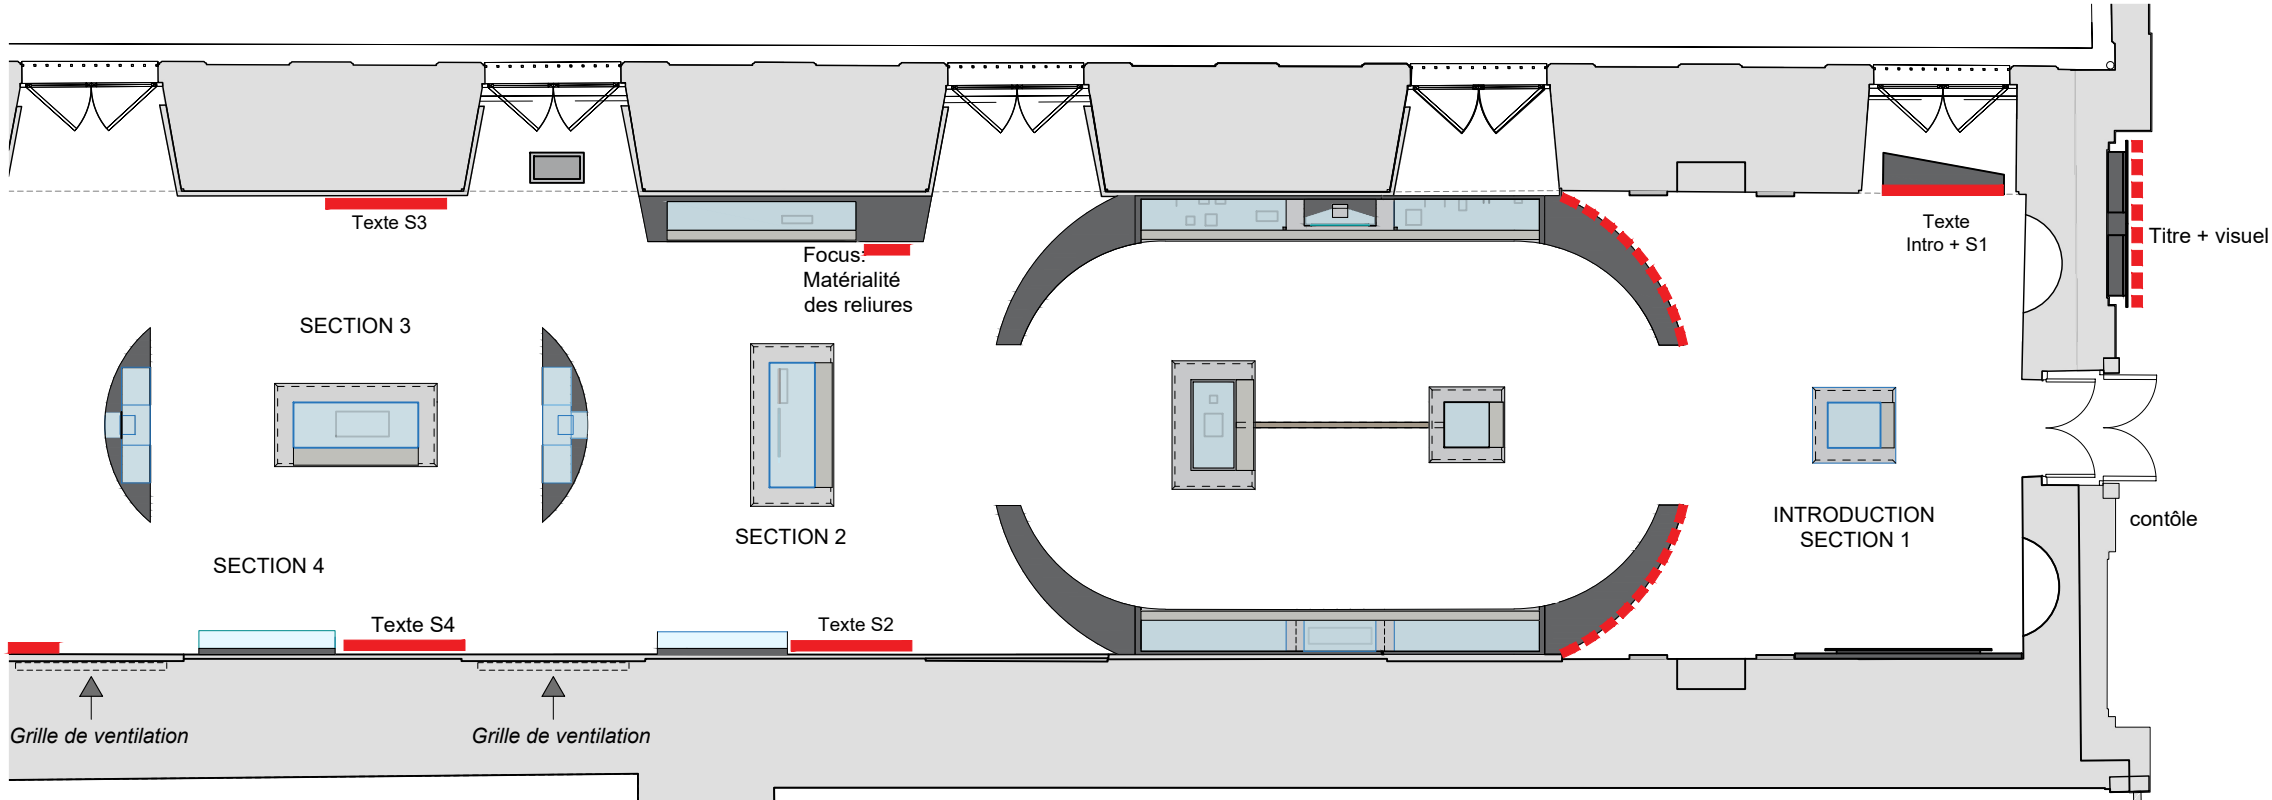 Texte S3
Focus:
Matérialité
des reliures
Texte
Intro + S1
Titre + visuel
SECTION 3
SECTION 2
INTRODUCTION
SECTION 1
contôle
SECTION 4
Texte S4
Texte S2
Grille de ventilation
Grille de ventilation